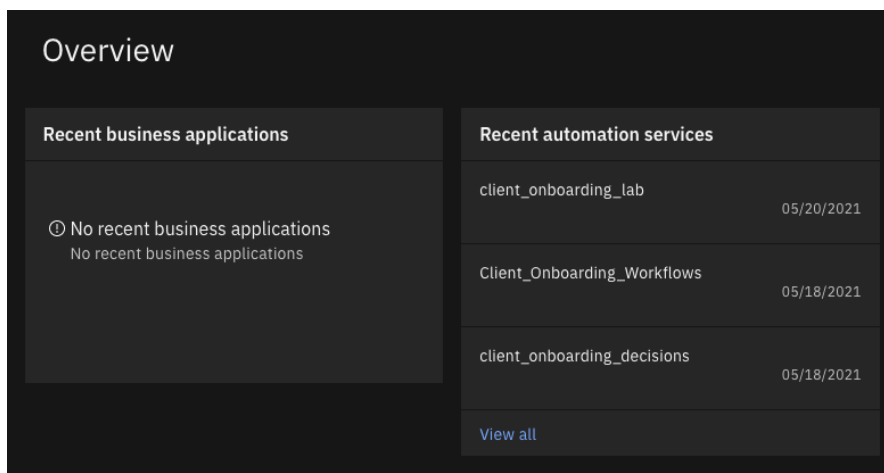 Overview
Recent business applications
No recent business applications
No recent business applications
Recent automation services
client_onboarding_lab
05/20/2021
Client_Onboarding_Workflows
05/18/2021
client_onboarding_decisions
05/18/2021
View all